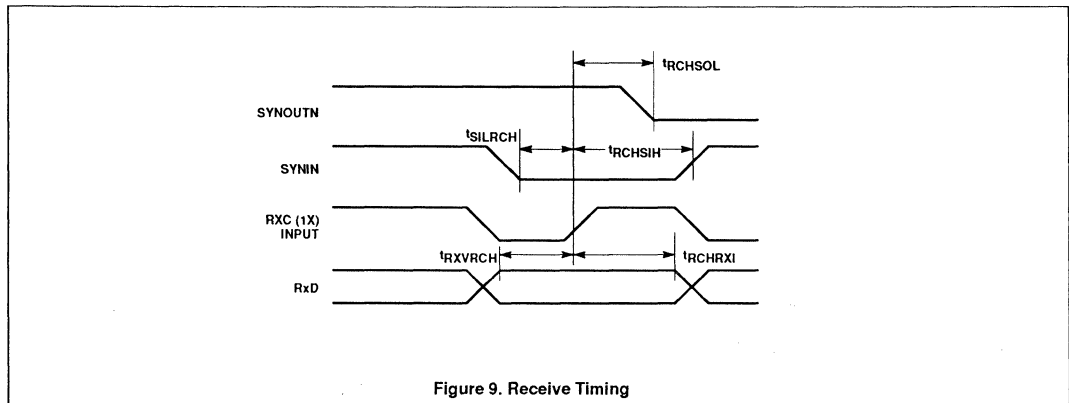 tRCHSOL
SYNOUTN
tSILRCH
tRCHSIH
SYNIN
RXC (1X)
INPUT
tRXVRCH
tRCHRXI
RxD
Figure 9. Receive Timing